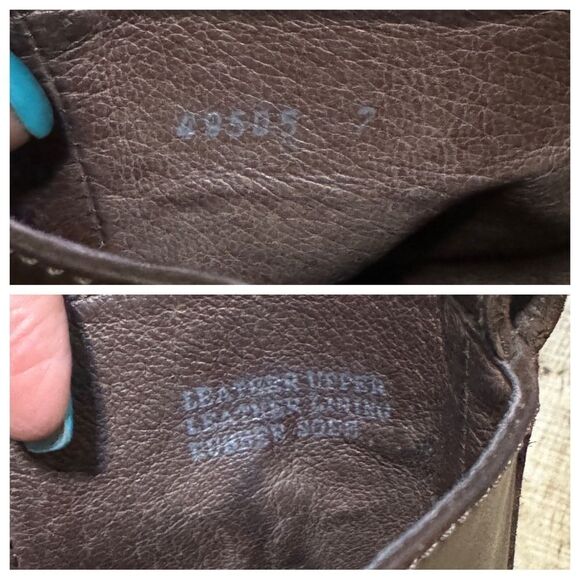 49585 7
LEATHER UPPER
LEATHER LINING
RUBBER SOLE